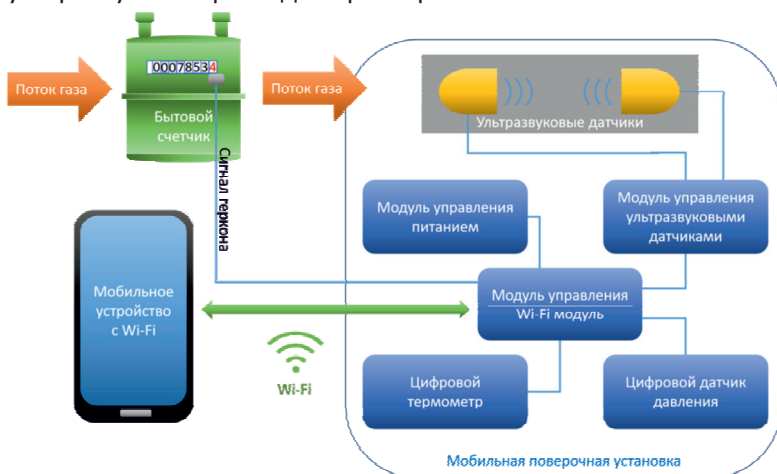 00078534
Поток газа
Бытовой
счетчик
Поток газа
Ультразвуковые датчики
Сигнал геркона
Модуль управления
питанием
Модуль управления
ультразвуковыми
датчиками
Мобильное
устройство
с Wi-Fi
Модуль управления
Wi-Fi модуль
Wi-Fi
Цифровой
термометр
Цифровой датчик
давления
Мобильная поверочная установка